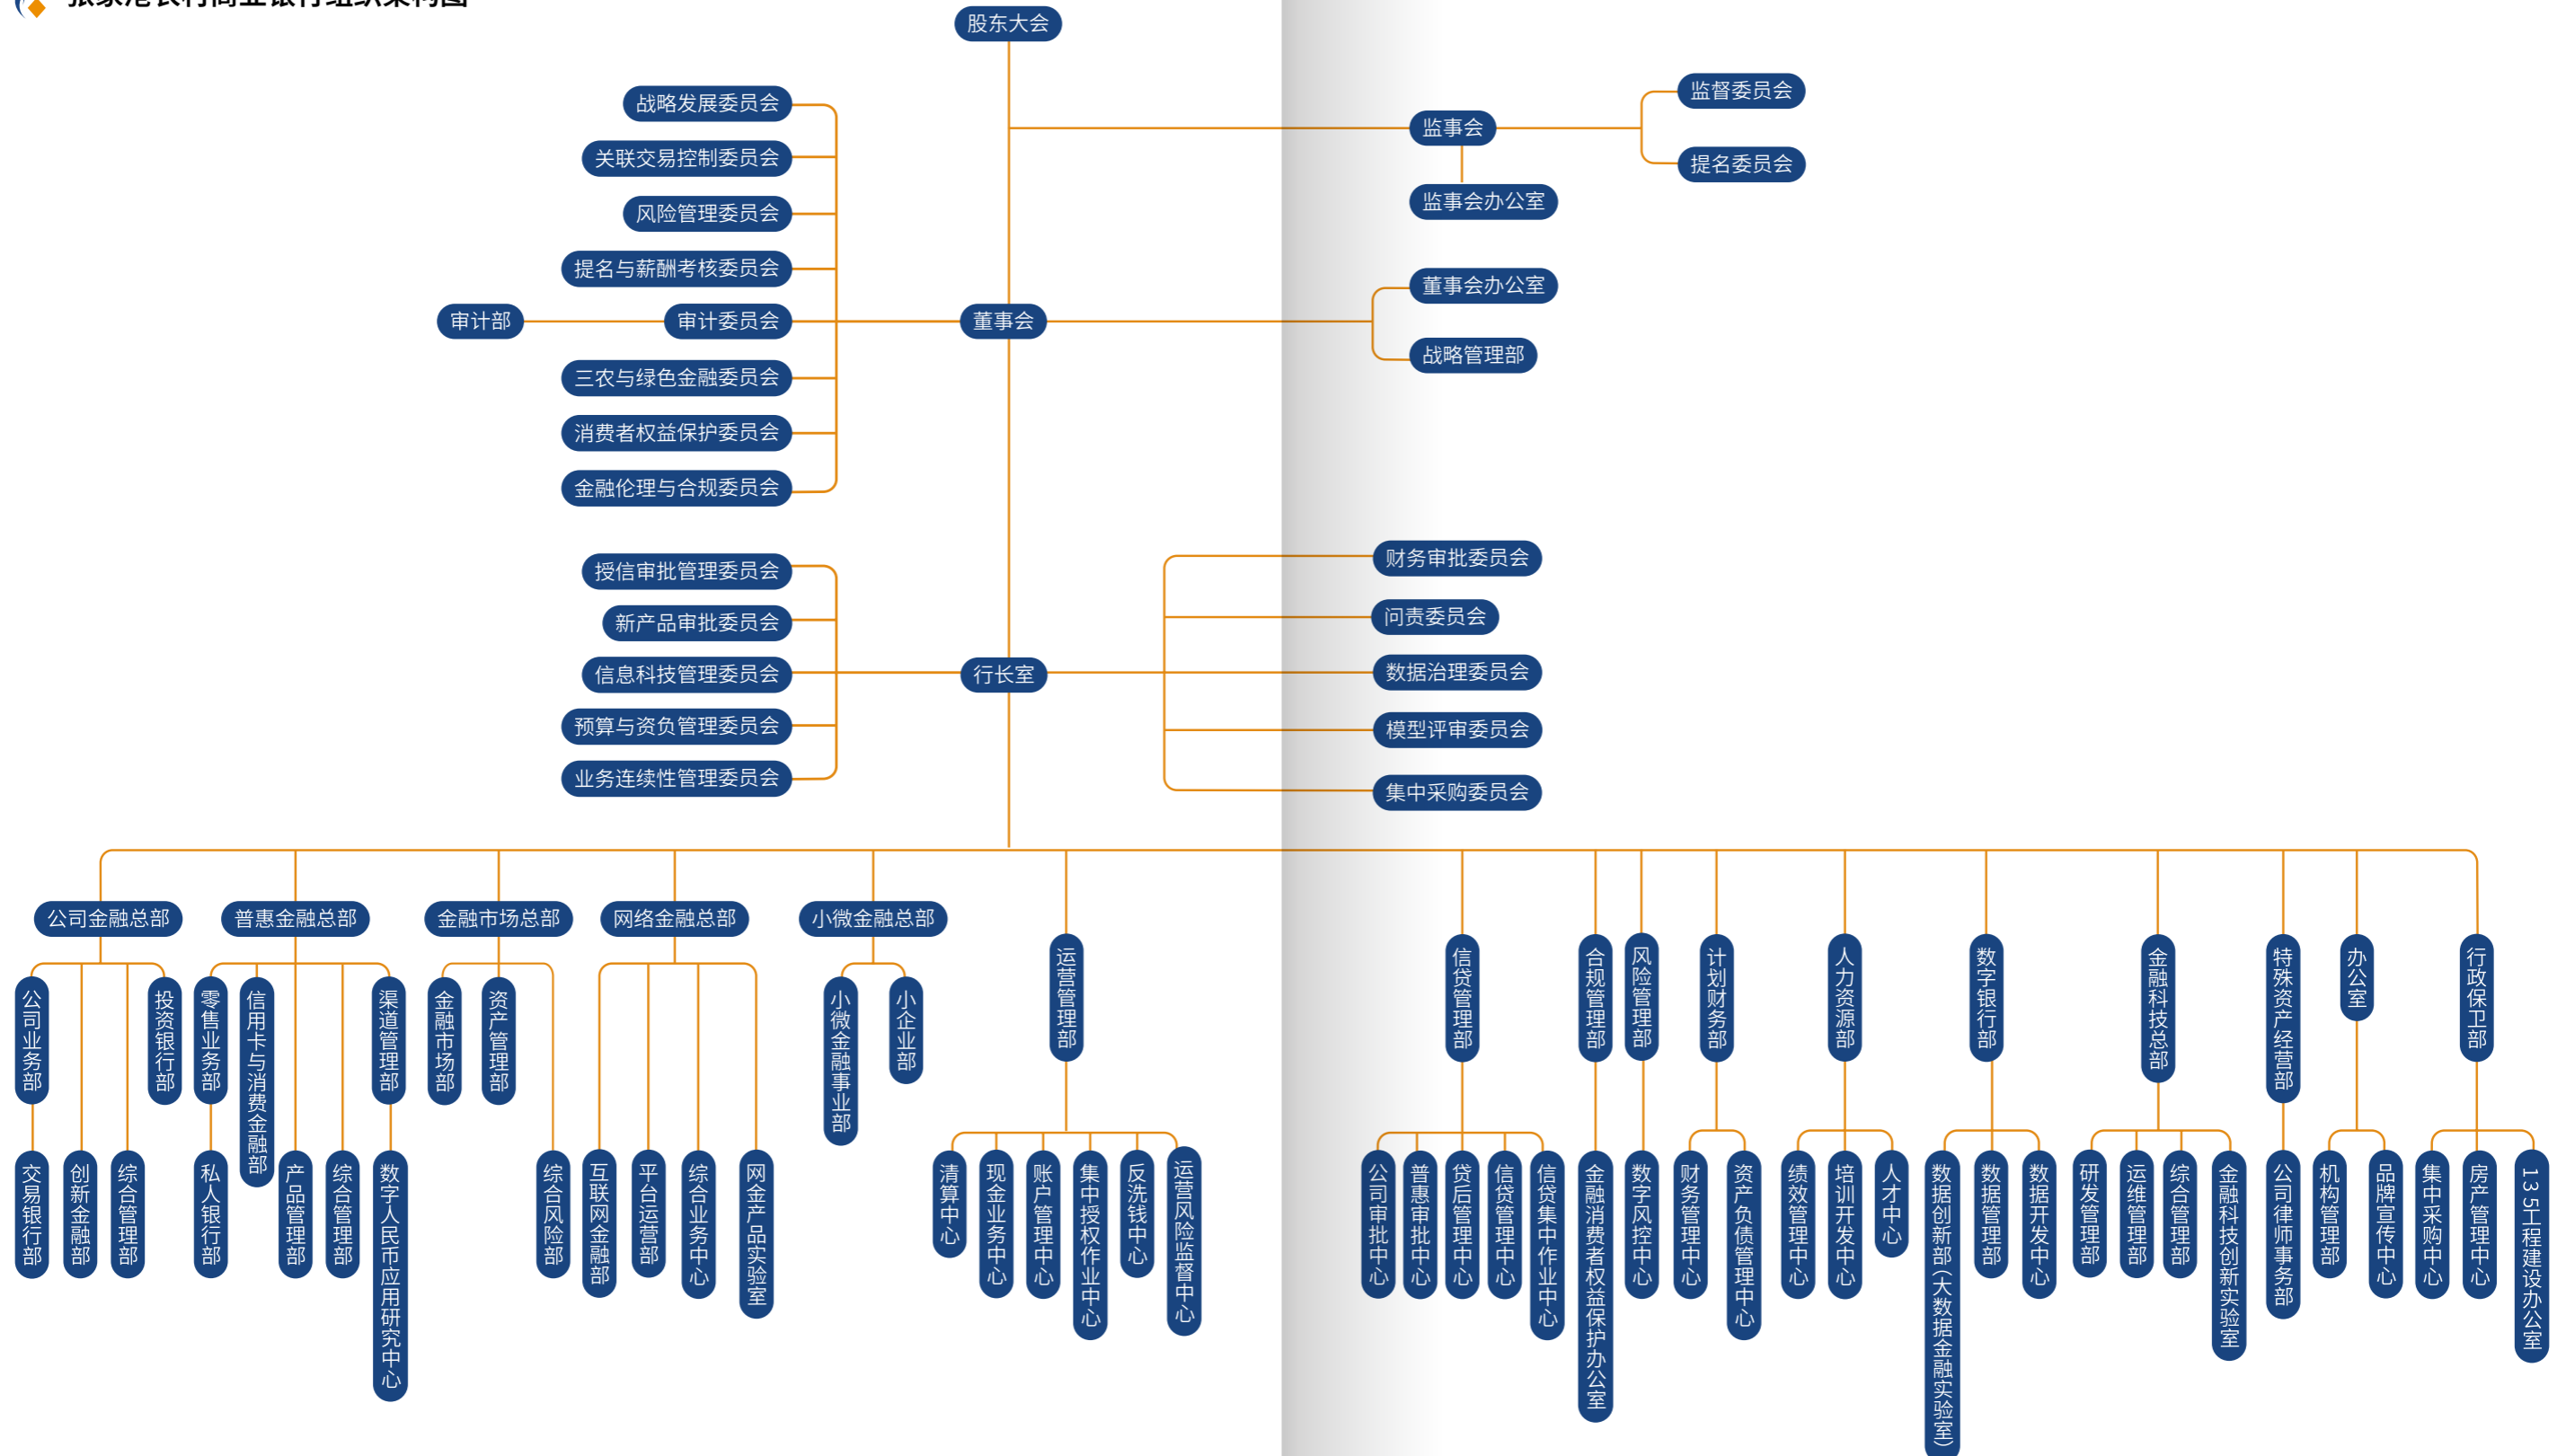 张家港农村商业银行组织架构图
股东大会
战略发展委员会
关联交易控制委员会
风险管理委员会
提名与薪酬考核委员会
审计部
审计委员会
三农与绿色金融委员会
消费者权益保护委员会
金融伦理与合规委员会
监事会
监督委员会
提名委员会
监事会办公室
董事会
董事会办公室
战略管理部
授信审批管理委员会
新产品审批委员会
信息科技管理委员会
预算与资负管理委员会
业务连续性管理委员会
行长室
财务审批委员会
问责委员会
数据治理委员会
模型评审委员会
集中采购委员会
公司金融总部
普惠金融总部
金融市场总部
网络金融总部
小微金融总部
运营管理部
信贷管理部
合规管理部
风险管理部
计划财务部
人力资源部
数字银行部
金融科技总部
特殊资产经营部
办公室
行政保卫部
公司业务部
投资银行部
零售业务部
信用卡与消费金融部
渠道管理部
金融市场部
资产管理部
小微金融事业部
小企业部
交易银行部
创新金融部
综合管理部
私人银行部
产品管理部
综合管理部
数字人民币应用研究中心
综合风险部
互联网金融部
平台运营部
综合业务中心
网金产品实验室
清算中心
现金业务中心
账户管理中心
集中授权作业中心
反洗钱中心
运营风险监督中心
公司审批中心
普惠审批中心
贷后管理中心
信贷管理中心
信贷集中作业中心
金融消费者权益保护办公室
数字风控中心
财务管理中心
资产负债管理中心
绩效管理中心
培训开发中心
人才中心
数据创新部(大数据金融实验室)
数据管理部
数据开发中心
研发管理部
运维管理部
综合管理部
金融科技创新实验室
公司律师事务部
机构管理部
品牌宣传中心
集中采购中心
房产管理中心
135工程建设办公室